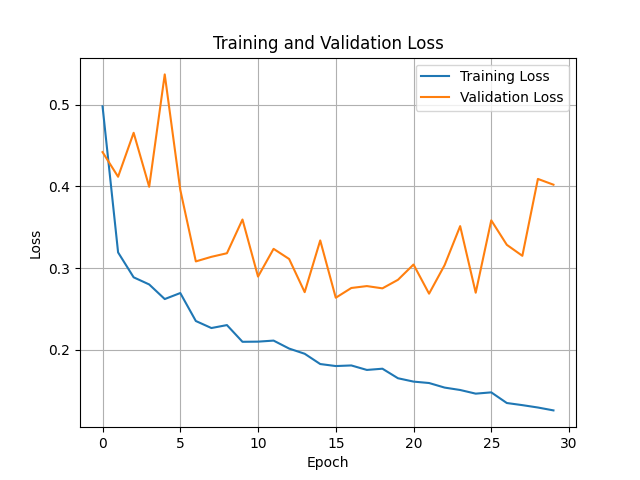 Training and Validation Loss
Training Loss
Validation Loss
0.5
0.4
0.3
0.2
Loss
0 5 10 15 20 25 30
Epoch